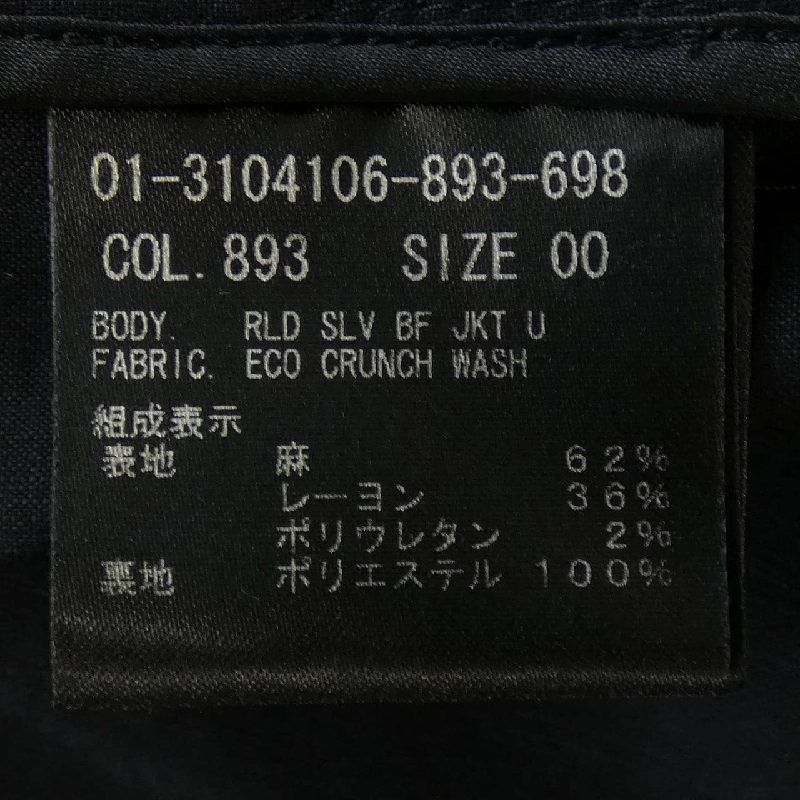 01-3104106-893-698
COL. 893 SIZE 00
BODY. RLD SLV BF JKT U
FABRIC. ECO CRUNCH WASH
組成表示
表地 麻 62%
レーヨン 36%
ポリウレタン 2%
裏地 ポリエステル 100%